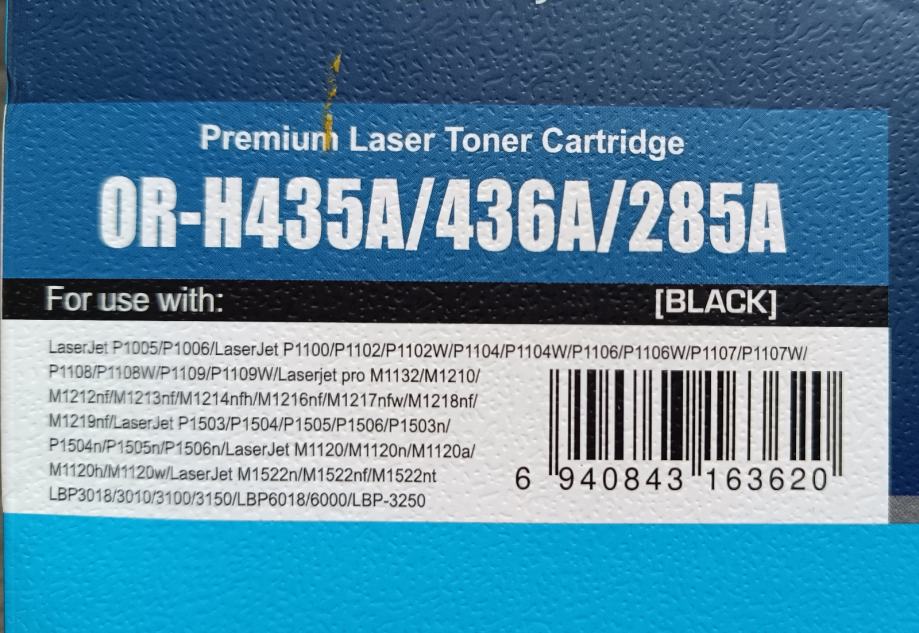 Premium Laser Toner Cartridge
OR-H435A/436A/285A
For use with:
[BLACK]
LaserJet P1005/P1006/LaserJet P1100/P1102/P1102W/P1104/P1104W/P1106/P1106W/P1107/P1107W/
P1108/P1108W/P1109/P1109W/Laserjet pro M1132/M1210/
M1212nf/M1213nf/M1214nfh/M1216nf/M1217nfw/M1218nf/
M1219nf/LaserJet P1503/P1504/P1505/P1506/P1503n/
P1504n/P1505n/P1506n/LaserJet M1120/M1120n/M1120a/
M1120h/M1120w/LaserJet M1522n/M1522nf/M1522nt
LBP3018/3010/3100/3150/LBP6018/6000/LBP-3250
6 940843 163620